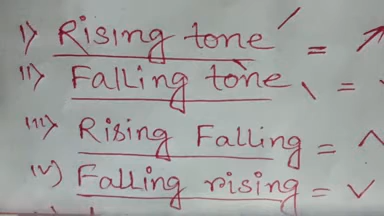 i) Rising tone ́ = ↗
ii) Falling tone ̀ =
iii) Rising Falling = ^
iv) Falling rising = ˅